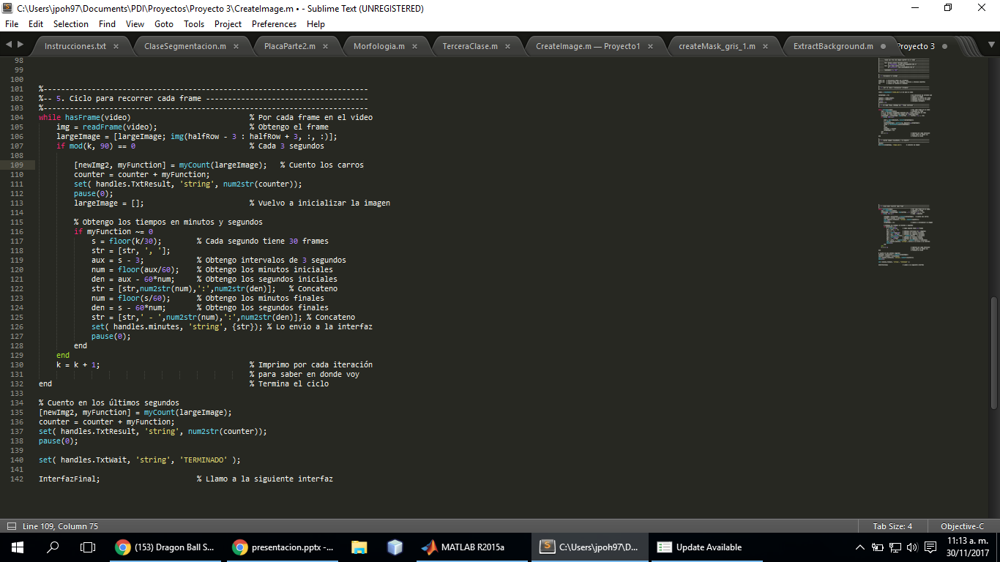 C:\Users\jpoh97\Documents\PDI\Proyectos\Proyecto 3\CreateImage.m • - Sublime Text (UNREGISTERED)
File Edit Selection Find View Goto Tools Project Preferences Help
Instrucciones.txt × ClaseSegmentacion.m × PlacaParte2.m × Morfologia.m × TerceraClase.m × CreateImage.m — Proyecto1 × createMask_gris_1.m × ExtractBackground.m royecto 3
98
99
100
101 %--------------------------------------------------------------------------
102 %-- 5. Ciclo para recorrer cada frame -------------------------------------
103 %--------------------------------------------------------------------------
104 while hasFrame(video) % Por cada frame en el video
105 img = readFrame(video); % Obtengo el frame
106 largeImage = [largeImage; img(halfRow - 3 : halfRow + 3, :, :)];
107 if mod(k, 90) == 0 % Cada 3 segundos
108
109 [newImg2, myFunction] = myCount(largeImage); % Cuento los carros
110 counter = counter + myFunction;
111 set( handles.TxtResult, 'string', num2str(counter));
112 pause(0);
113 largeImage = []; % Vuelvo a inicializar la imagen
114
115 % Obtengo los tiempos en minutos y segundos
116 if myFunction ~= 0
117 s = floor(k/30); % Cada segundo tiene 30 frames
118 str = [str, ', '];
119 aux = s - 3; % Obtengo intervalos de 3 segundos
120 num = floor(aux/60); % Obtengo los minutos iniciales
121 den = aux - 60*num; % Obtengo los segundos iniciales
122 str = [str,num2str(num),':',num2str(den)]; % Concateno
123 num = floor(s/60); % Obtengo los minutos finales
124 den = s - 60*num; % Obtengo los segundos finales
125 str = [str,' - ',num2str(num),':',num2str(den)]; % Concateno
126 set( handles.minutes, 'string', {str}); % Lo envio a la interfaz
127 pause(0);
128 end
129 end
130 k = k + 1; % Imprimo por cada iteración
131 % para saber en donde voy
132 end % Termina el ciclo
133
134 % Cuento en los últimos segundos
135 [newImg2, myFunction] = myCount(largeImage);
136 counter = counter + myFunction;
137 set( handles.TxtResult, 'string', num2str(counter));
138 pause(0);
139
140 set( handles.TxtWait, 'string', 'TERMINADO' );
141
142 InterfazFinal; % Llamo a la siguiente interfaz
Line 109, Column 75 Tab Size: 4 Objective-C
(153) Dragon Ball S... presentacion.pptx -... MATLAB R2015a C:\Users\jpoh97\D... Update Available
11:13 a. m.
30/11/2017